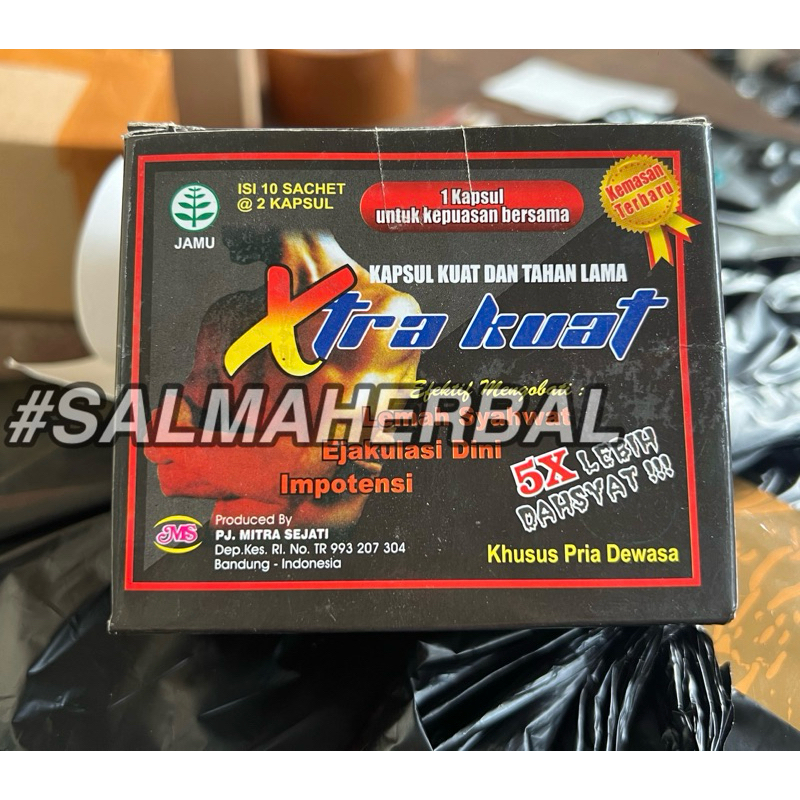 ISI 10 SACHET
@ 2 KAPSUL
JAMU
1 Kapsul
untuk kepuasan bersama
Kemasan
Terbaru
KAPSUL KUAT DAN TAHAN LAMA
Xtra kuat
Efektif Mengobati :
#SALMAHERBAL
Lemah Syahwat
Ejakulasi Dini
Impotensi
5X LEBIH
DAHSYAT !!!
MS
Produced By
PJ. MITRA SEJATI
Dep.Kes. RI. No. TR 993 207 304
Bandung - Indonesia
Khusus Pria Dewasa